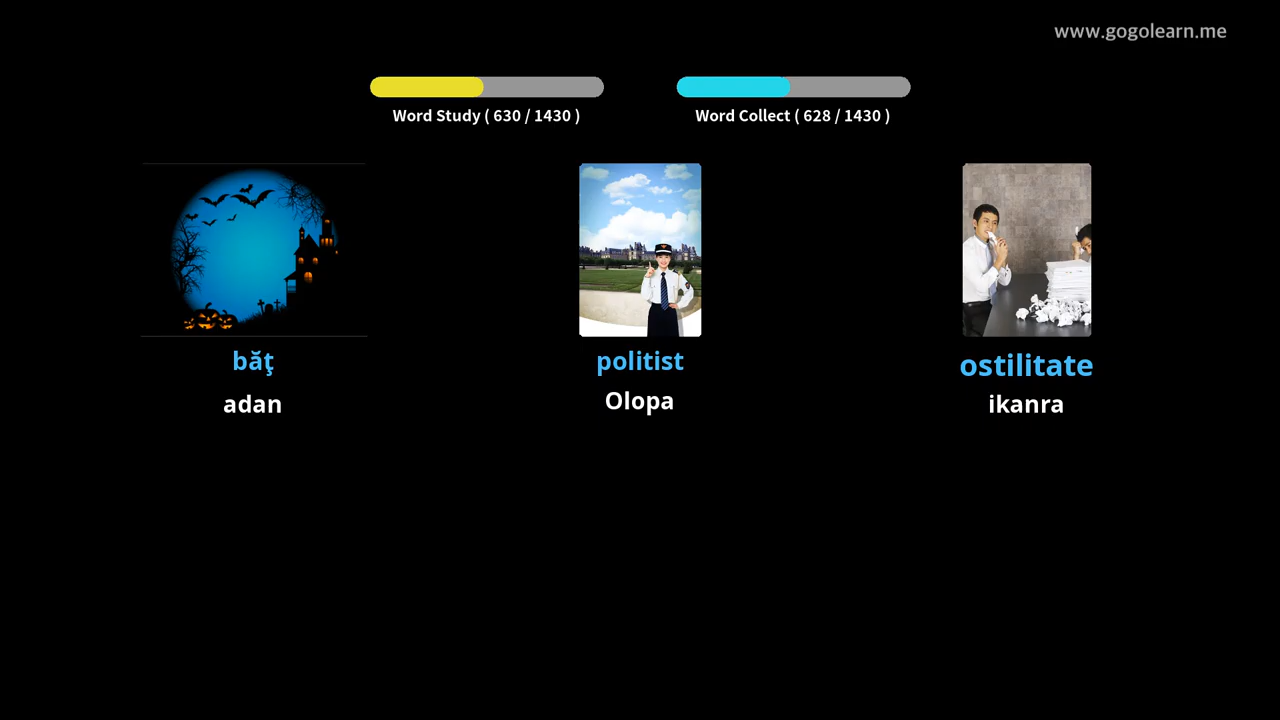 www.gogolearn.me
Word Study ( 630 / 1430 )
Word Collect ( 628 / 1430 )
băţ
politist
ostilitate
adan
Olopa
ikanra